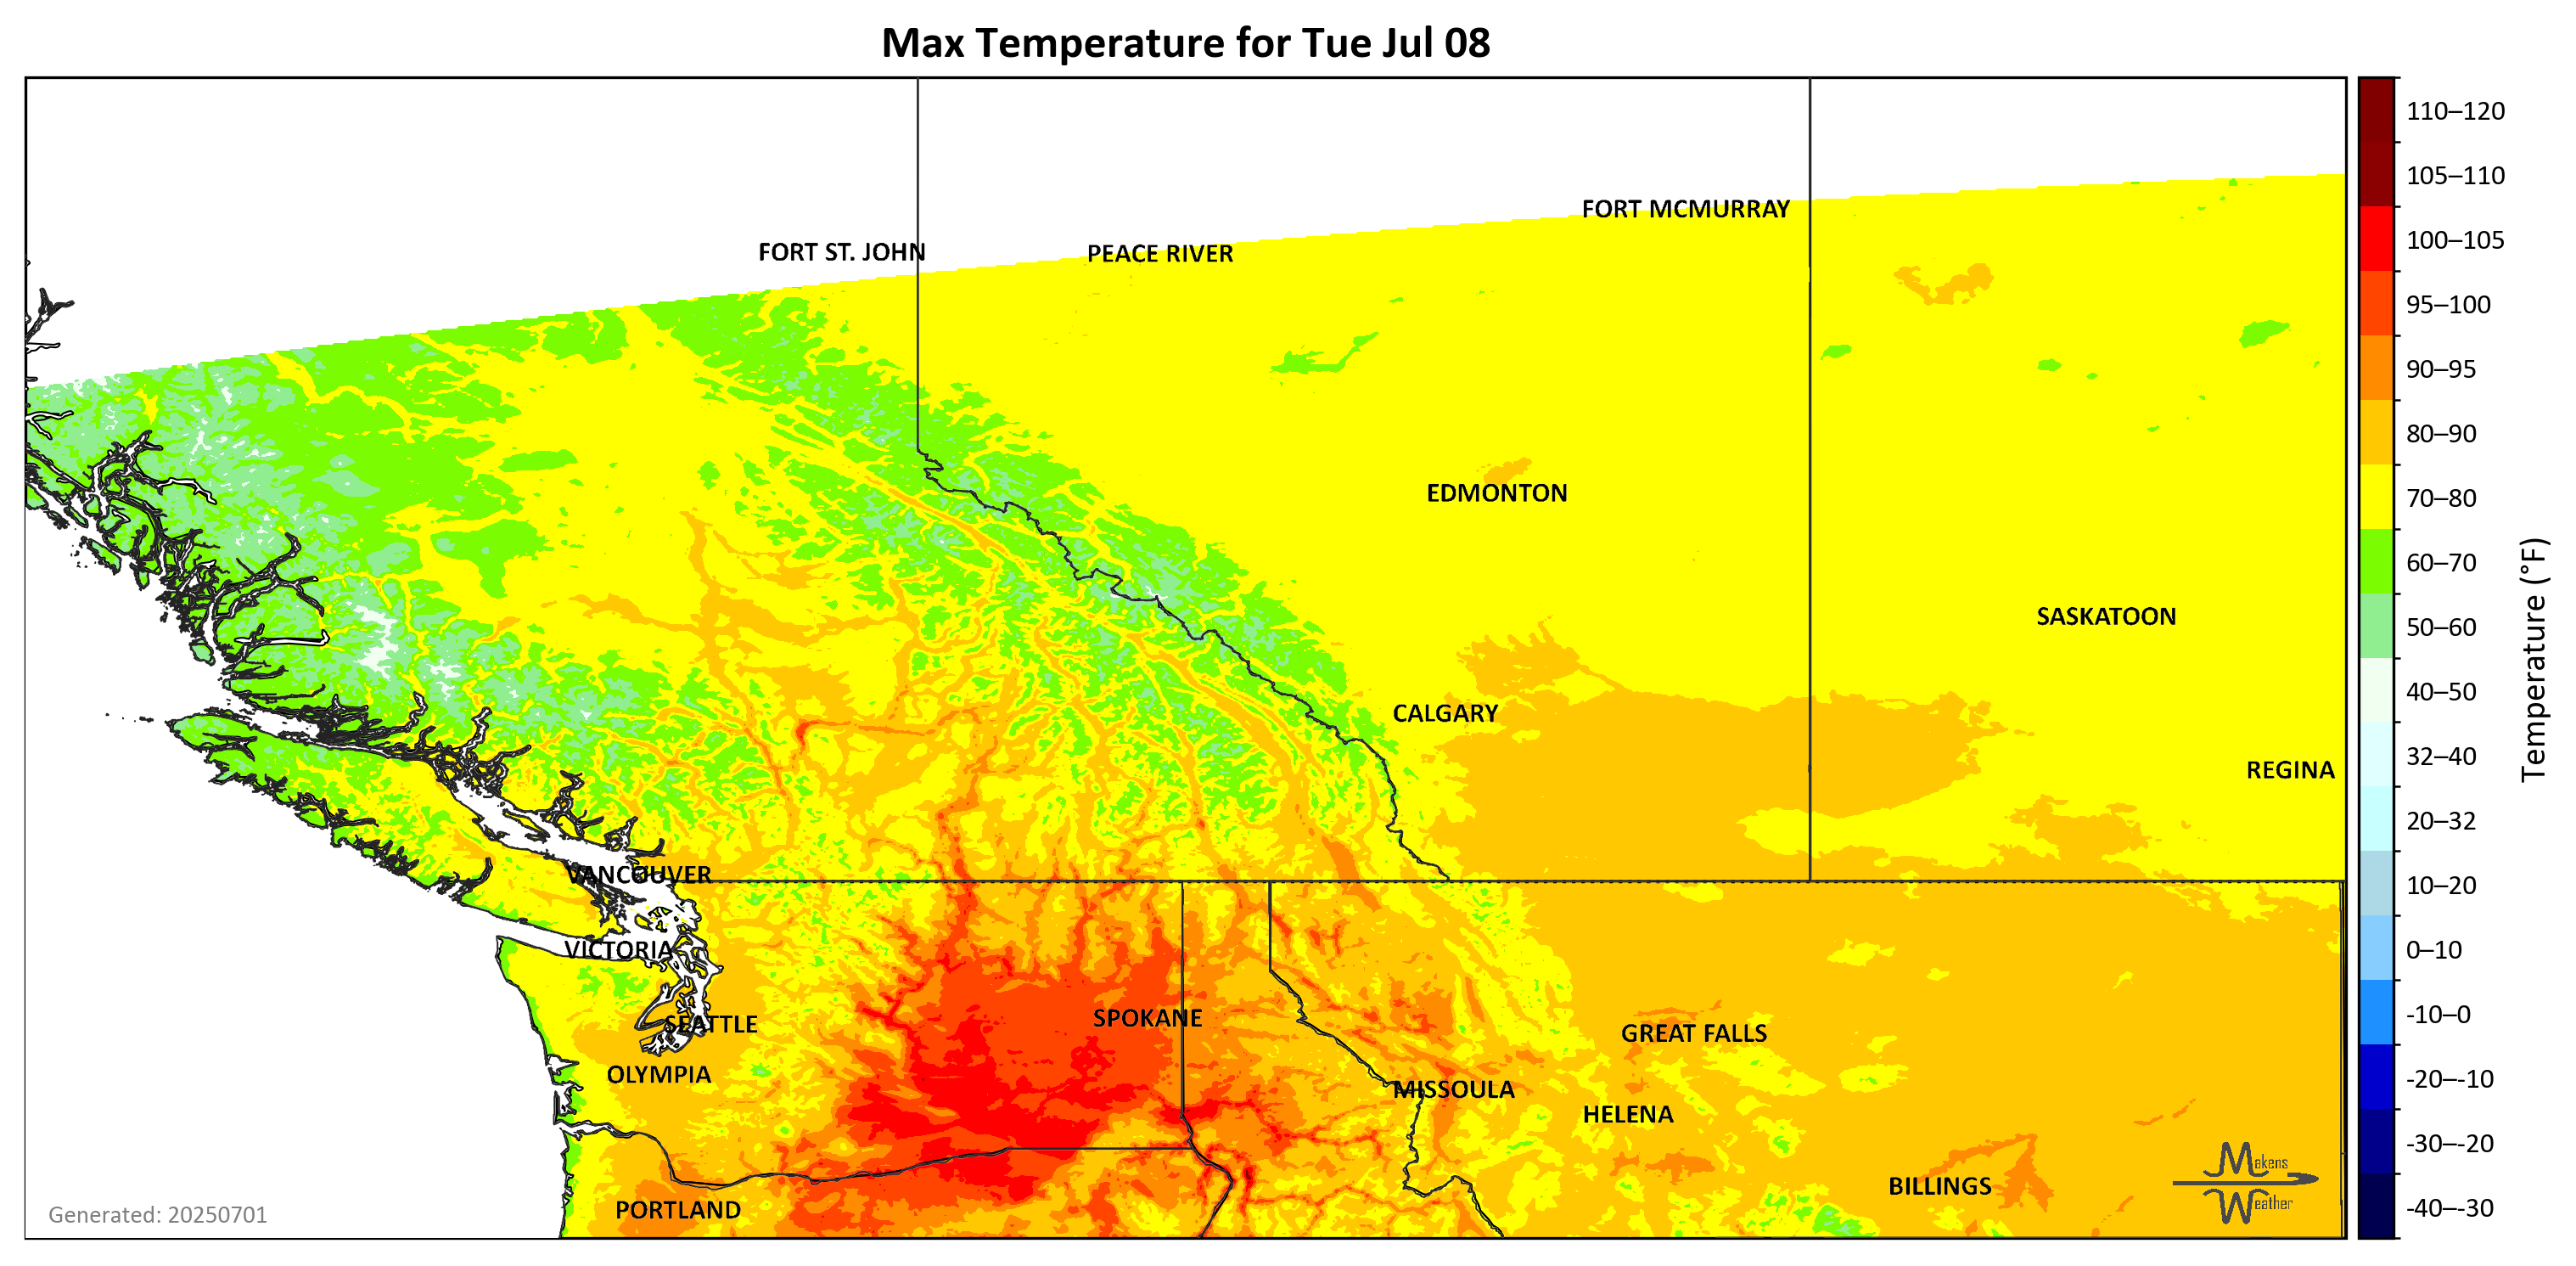 Max Temperature for Tue Jul 08
FORT MCMURRAY
FORT ST. JOHN
PEACE RIVER
EDMONTON
SASKATOON
CALGARY
REGINA
VANCOUVER
VICTORIA
SEATTLE
SPOKANE
GREAT FALLS
OLYMPIA
MISSOULA
HELENA
BILLINGS
PORTLAND
Makens
Weather
Generated: 20250701
110–120
105–110
100–105
95–100
90–95
80–90
70–80
60–70
50–60
40–50
32–40
20–32
10–20
0–10
-10–0
-20–-10
-30–-20
-40–-30
Temperature (°F)